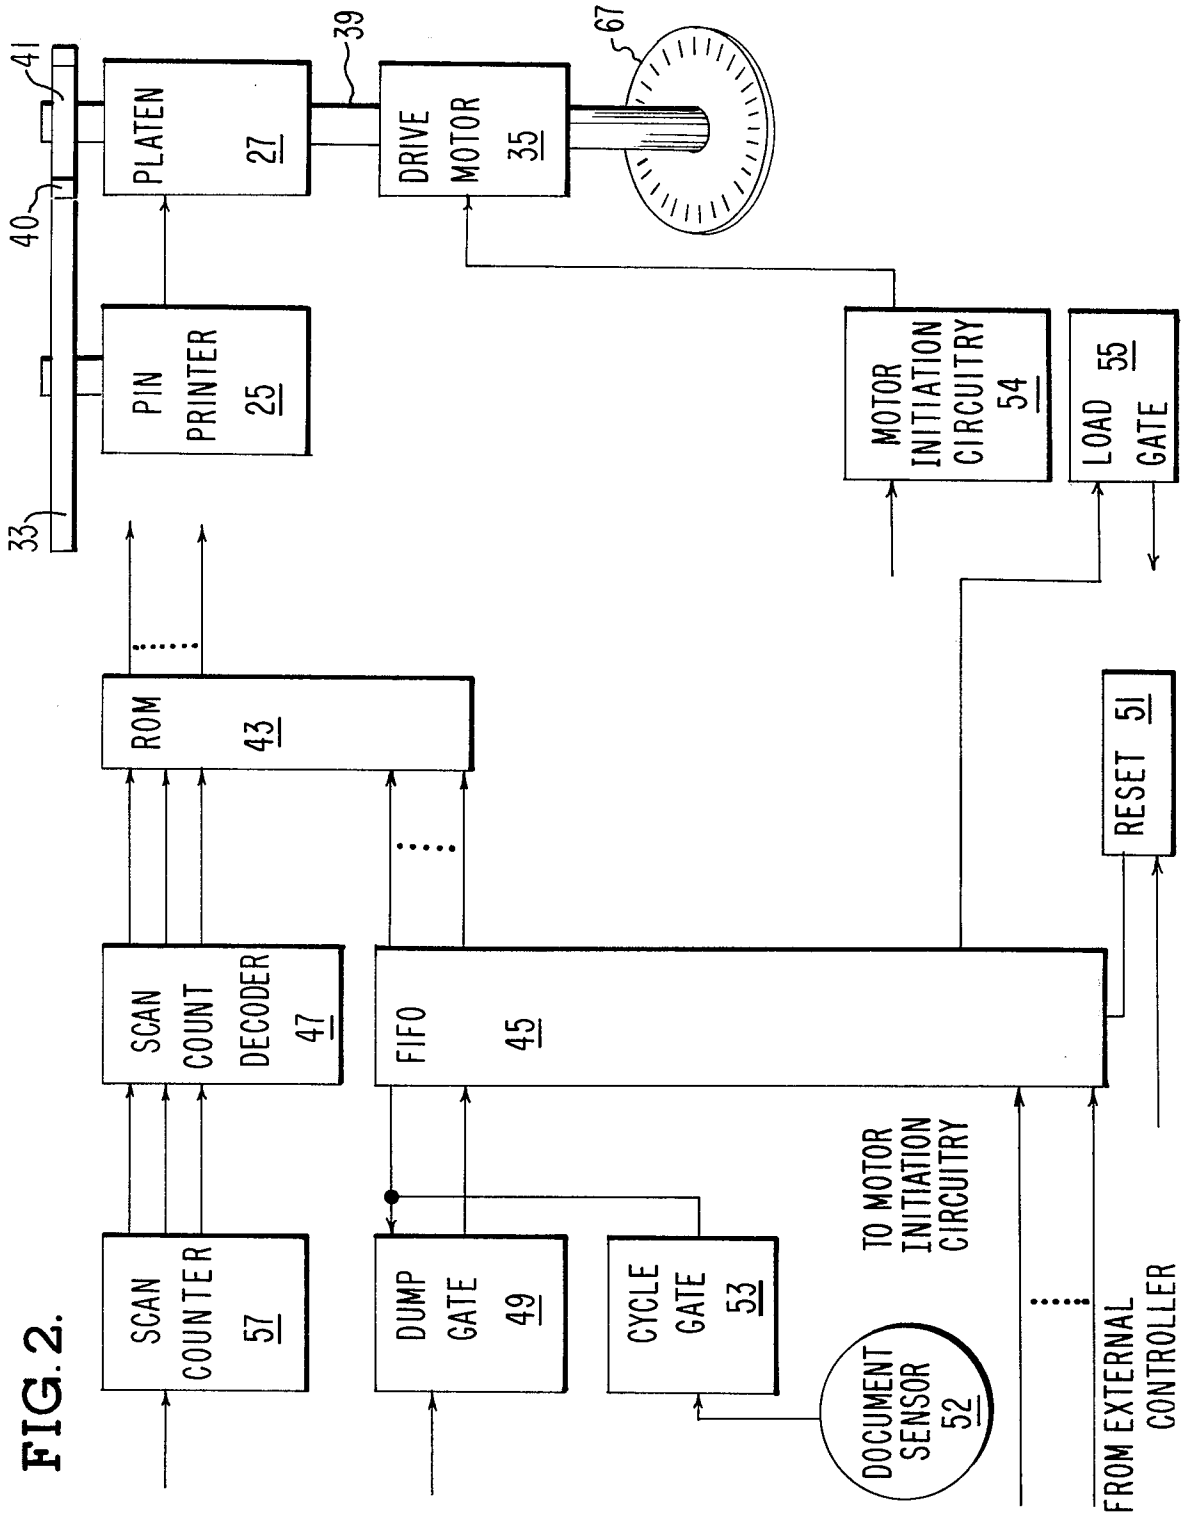 FIG. 2.
SCAN
COUNTER
57
SCAN
COUNT
DECODER
47
ROM
43
33
40
41
PIN
PRINTER
25
PLATEN
27
39
DRIVE
MOTOR
35
67
DUMP
GATE
49
FIFO
45
CYCLE
GATE
53
DOCUMENT
SENSOR
52
TO MOTOR
INITIATION
CIRCUITRY
MOTOR
INITIATION
CIRCUITRY
54
LOAD
GATE
55
RESET 51
FROM EXTERNAL
CONTROLLER